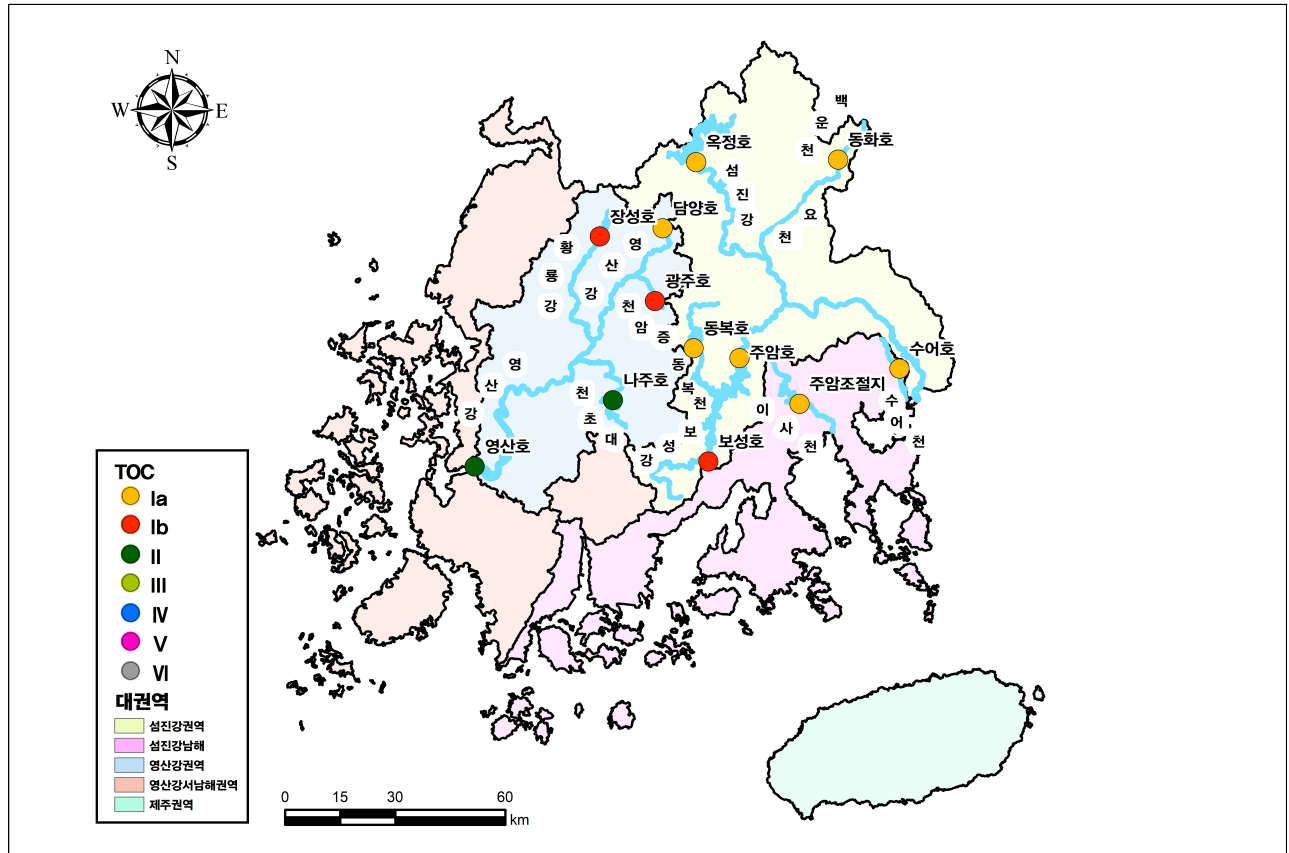 N
W
E
S
백
운
천
동화호
옥정호
섬
진
강
요
천
장성호
담양호
황
룡
강
영
산
강
광주호
천
암
증
동복호
주암호
수어호
동
복
천
영
산
강
나주호
천
초
대
주암조절지
이
사
천
수
어
천
영산호
보성호
보
성
강
TOC
Ia
Ib
II
III
IV
V
VI
대권역
섬진강권역
섬진강남해
영산강권역
영산강서남해권역
제주권역
0 15 30 60
km